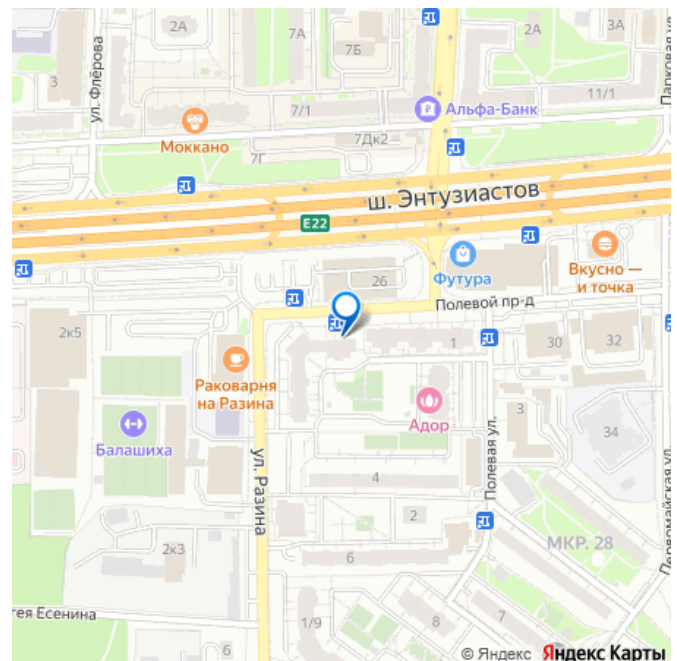 2А
7А
7Б
2А
3А
3
ул. Флёрова
Парковая ул.
7/1
Альфа-Банк
11/1
Моккано
7Г
7Дк2
ш. Энтузиастов
Е22
26
Футура
Вкусно —
и точка
Полевой пр-д
2к5
1
30
32
Раковарня
на Разина
Адор
3
Балашиха
34
ул. Разина
Полевая ул.
4
2
2к3
МКР. 28
Первомайская ул.
6
гея Есенина
1/9
8
7
6
© Яндекс Яндекс Карты